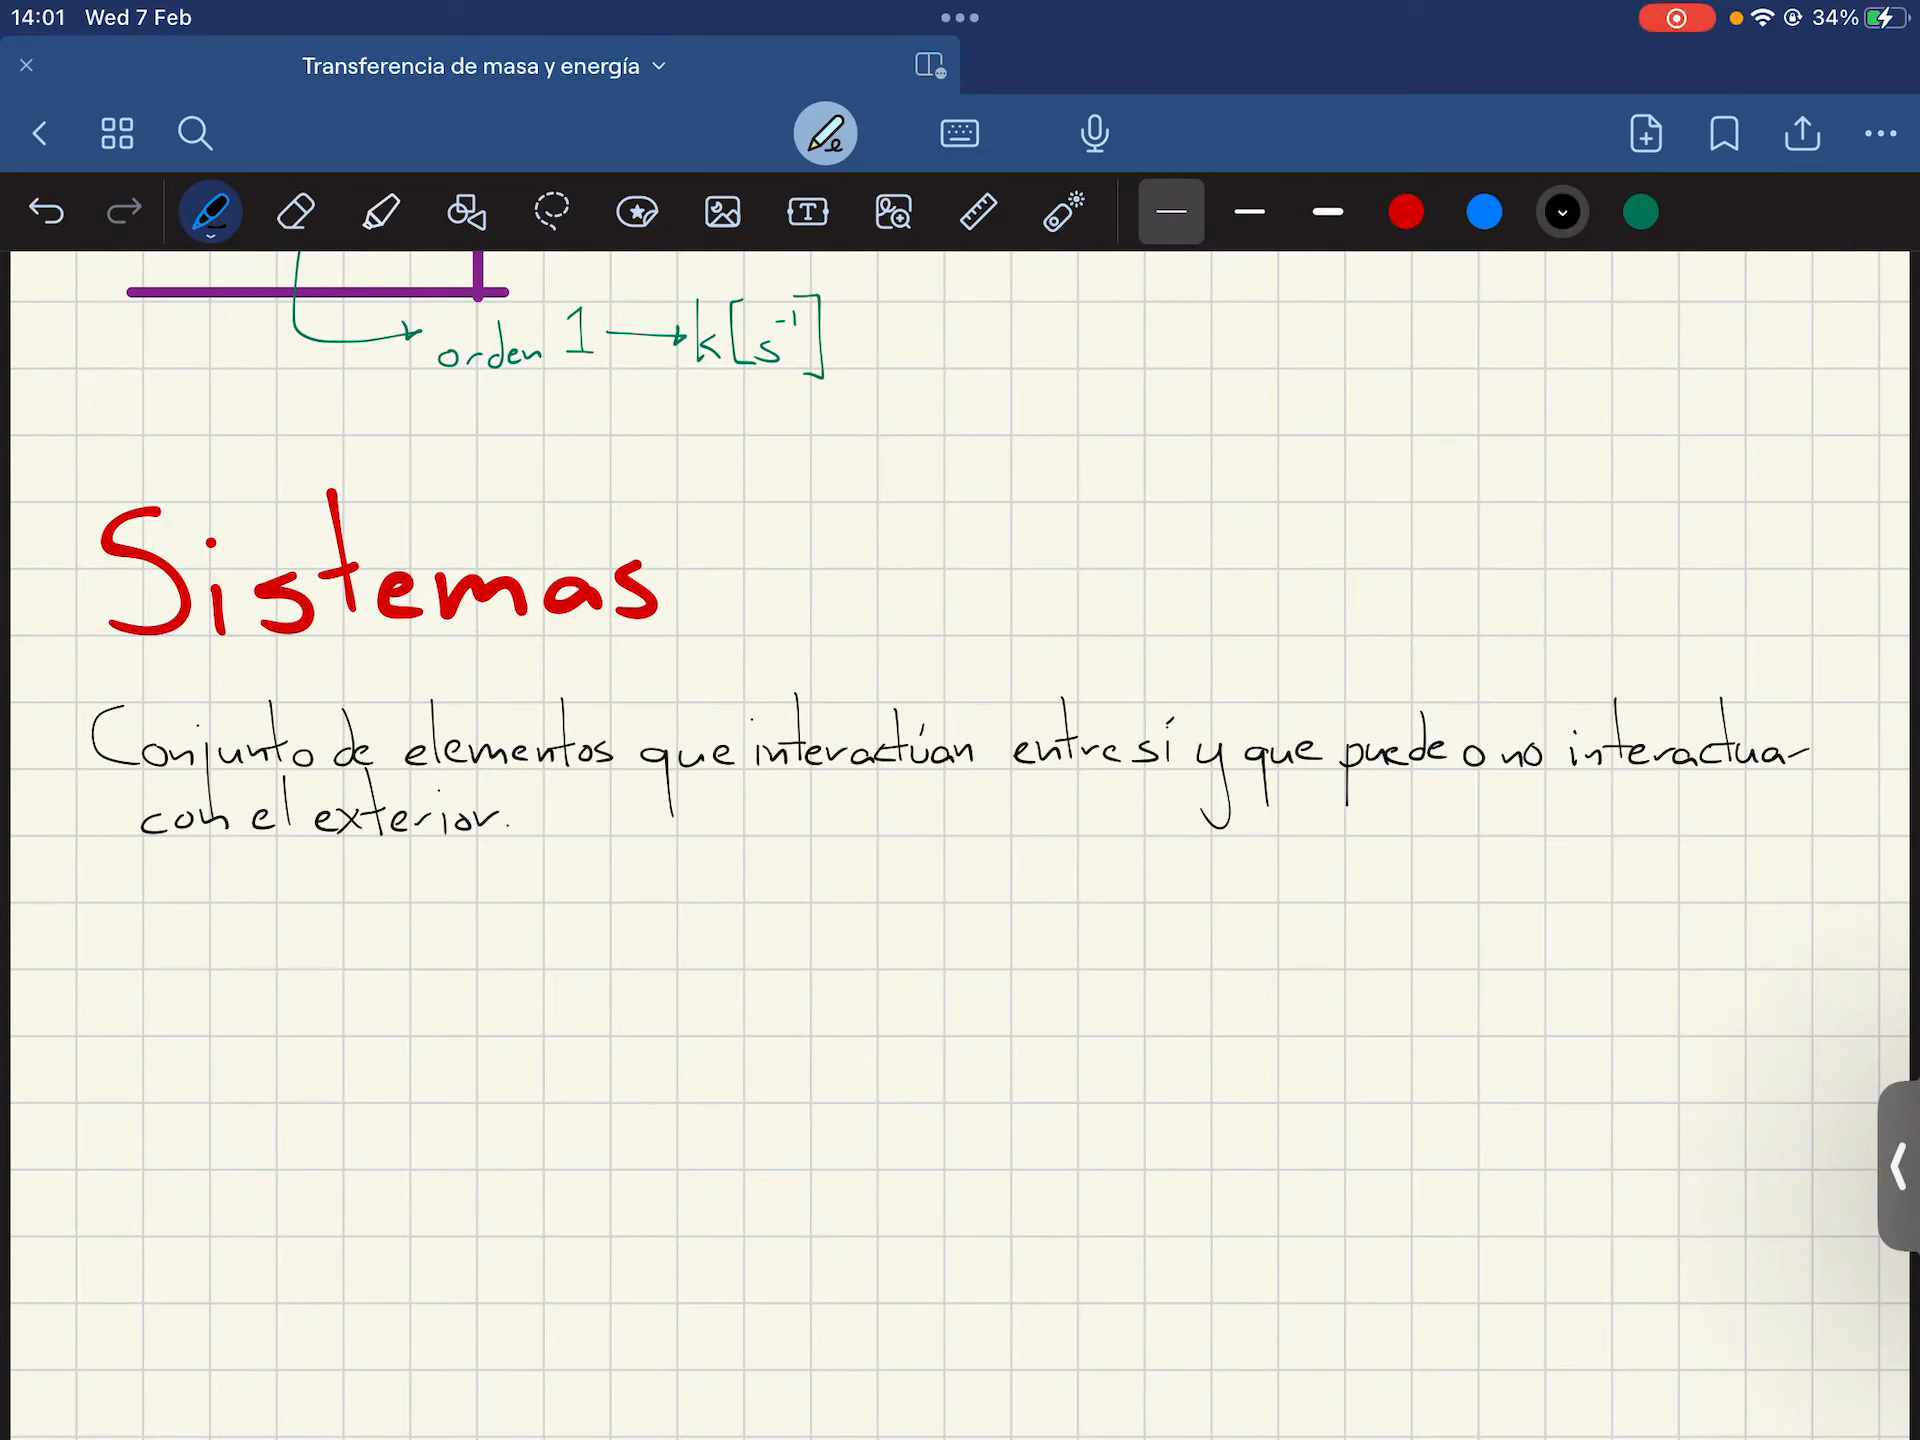 14:01 Wed 7 Feb
34%
Transferencia de masa y energía
orden 1 → k[s⁻¹]
Sistemas
Conjunto de elementos que interactúan entre sí y que puede o no interactuar
con el exterior.